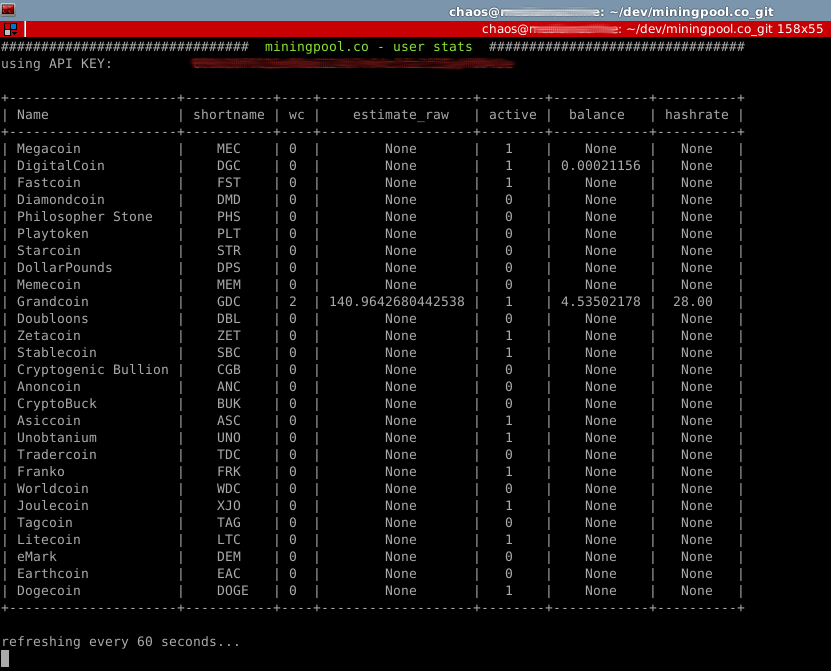 chaos@ : ~/dev/miningpool.co_git
chaos@ : ~/dev/miningpool.co_git 158x55
############################### miningpool.co - user stats ################################
using API KEY:
+---------------------+-----------+----+--------------------+--------+------------+----------+
| Name | shortname | wc | estimate_raw | active | balance | hashrate |
+---------------------+-----------+----+--------------------+--------+------------+----------+
| Megacoin | MEC | 0 | None | 1 | None | None |
| DigitalCoin | DGC | 0 | None | 1 | 0.00021156 | None |
| Fastcoin | FST | 0 | None | 1 | None | None |
| Diamondcoin | DMD | 0 | None | 0 | None | None |
| Philosopher Stone | PHS | 0 | None | 0 | None | None |
| Playtoken | PLT | 0 | None | 0 | None | None |
| Starcoin | STR | 0 | None | 0 | None | None |
| DollarPounds | DPS | 0 | None | 0 | None | None |
| Memecoin | MEM | 0 | None | 0 | None | None |
| Grandcoin | GDC | 2 | 140.9642680442538 | 1 | 4.53502178 | 28.00 |
| Doubloons | DBL | 0 | None | 0 | None | None |
| Zetacoin | ZET | 0 | None | 1 | None | None |
| Stablecoin | SBC | 0 | None | 1 | None | None |
| Cryptogenic Bullion | CGB | 0 | None | 0 | None | None |
| Anoncoin | ANC | 0 | None | 0 | None | None |
| CryptoBuck | BUK | 0 | None | 0 | None | None |
| Asiccoin | ASC | 0 | None | 1 | None | None |
| Unobtanium | UNO | 0 | None | 1 | None | None |
| Tradercoin | TDC | 0 | None | 0 | None | None |
| Franko | FRK | 0 | None | 1 | None | None |
| Worldcoin | WDC | 0 | None | 0 | None | None |
| Joulecoin | XJO | 0 | None | 1 | None | None |
| Tagcoin | TAG | 0 | None | 0 | None | None |
| Litecoin | LTC | 0 | None | 1 | None | None |
| eMark | DEM | 0 | None | 0 | None | None |
| Earthcoin | EAC | 0 | None | 0 | None | None |
| Dogecoin | DOGE | 0 | None | 1 | None | None |
+---------------------+-----------+----+--------------------+--------+------------+----------+
refreshing every 60 seconds...